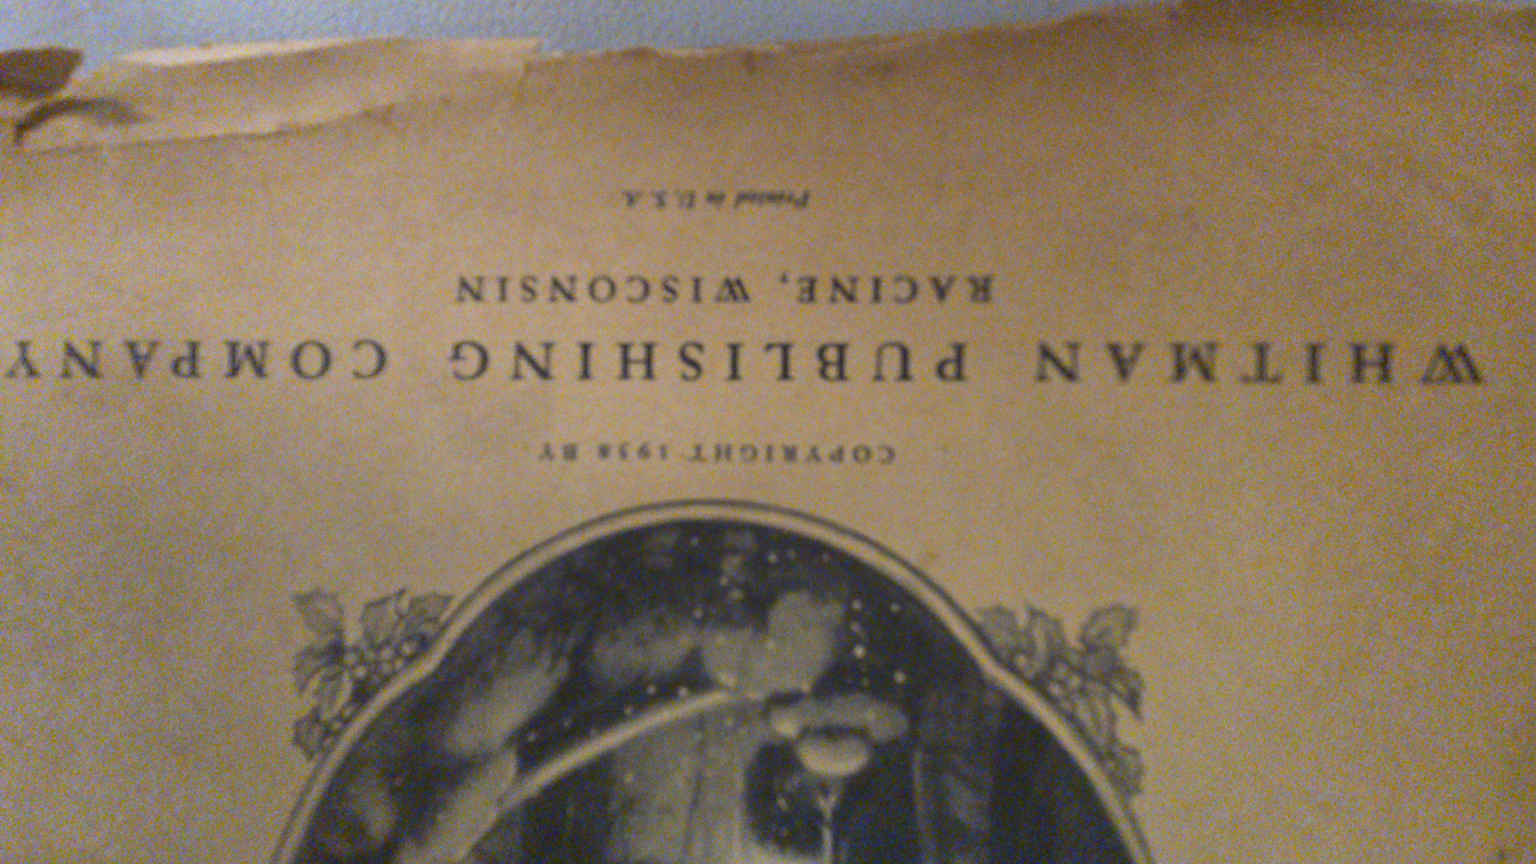 COPYRIGHT 1938 BY
WHITMAN PUBLISHING COMPANY
RACINE, WISCONSIN
Printed in U. S. A.